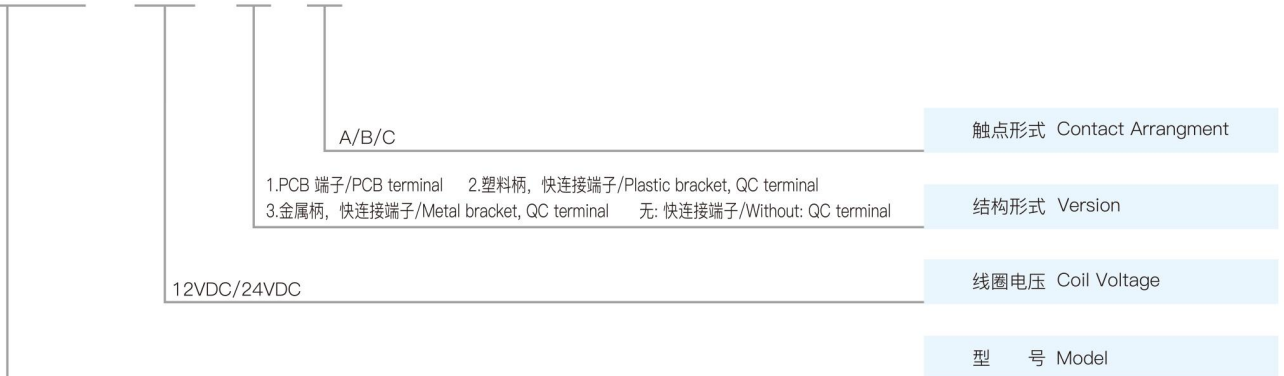 A/B/C
触点形式 Contact Arrangment
1.PCB 端子/PCB terminal 2.塑料柄，快连接端子/Plastic bracket, QC terminal
3.金属柄，快连接端子/Metal bracket, QC terminal 无: 快连接端子/Without: QC terminal
结构形式 Version
12VDC/24VDC
线圈电压 Coil Voltage
型 号 Model